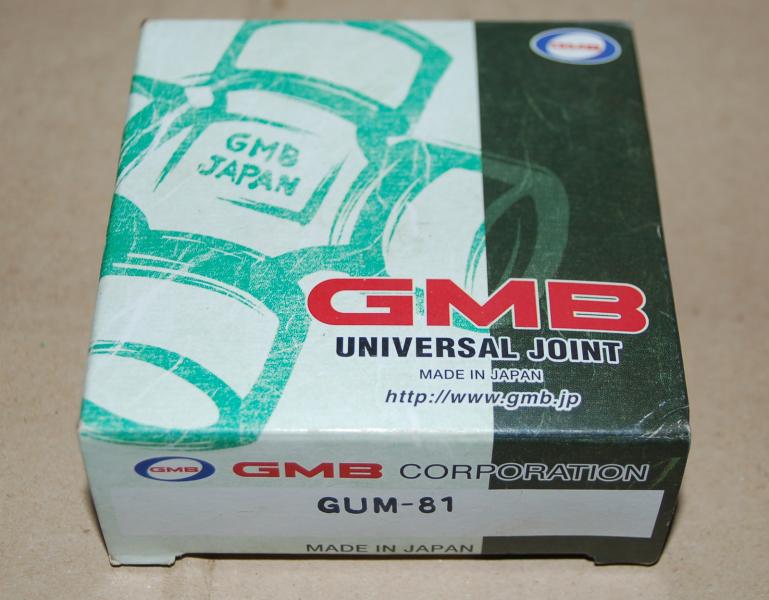 GMB
GMB
JAPAN
GMB
UNIVERSAL JOINT
MADE IN JAPAN
http://www.gmb.jp
GMB GMB CORPORATION
GUM-81
MADE IN JAPAN